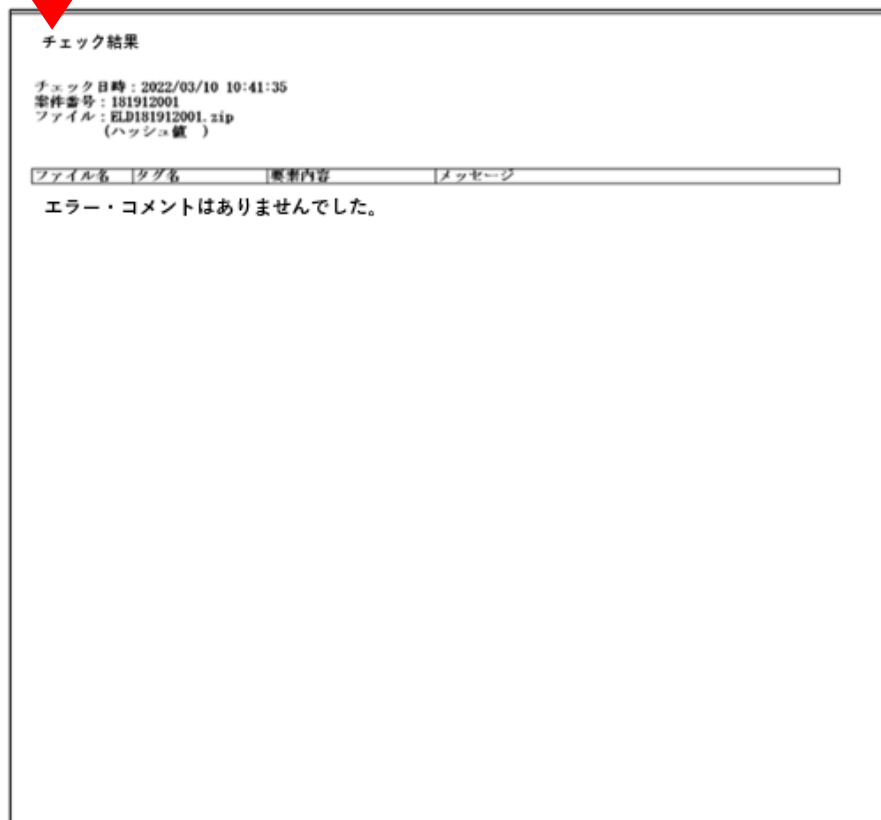 チェック結果
チェック日時：2022/03/10 10:41:35
案件番号：181912001
ファイル：ELD181912001.zip
(ハッシュ値　)
ファイル名 タグ名 要素内容 メッセージ
エラー・コメントはありませんでした。